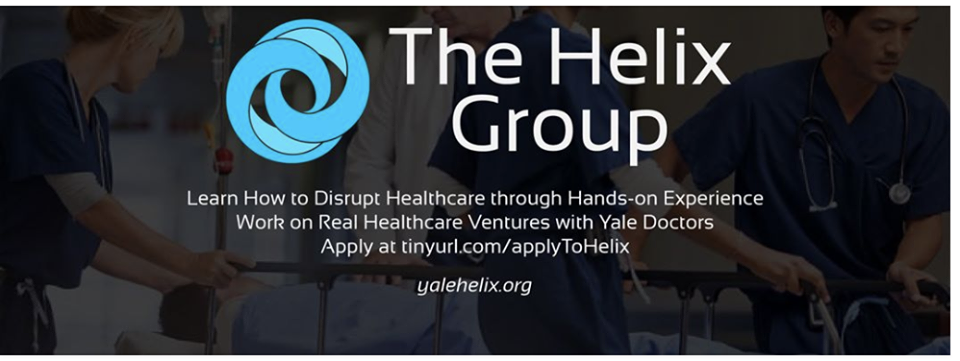 The Helix
Group
Learn How to Disrupt Healthcare through Hands-on Experience
Work on Real Healthcare Ventures with Yale Doctors
Apply at tinyurl.com/applyToHelix
yalehelix.org